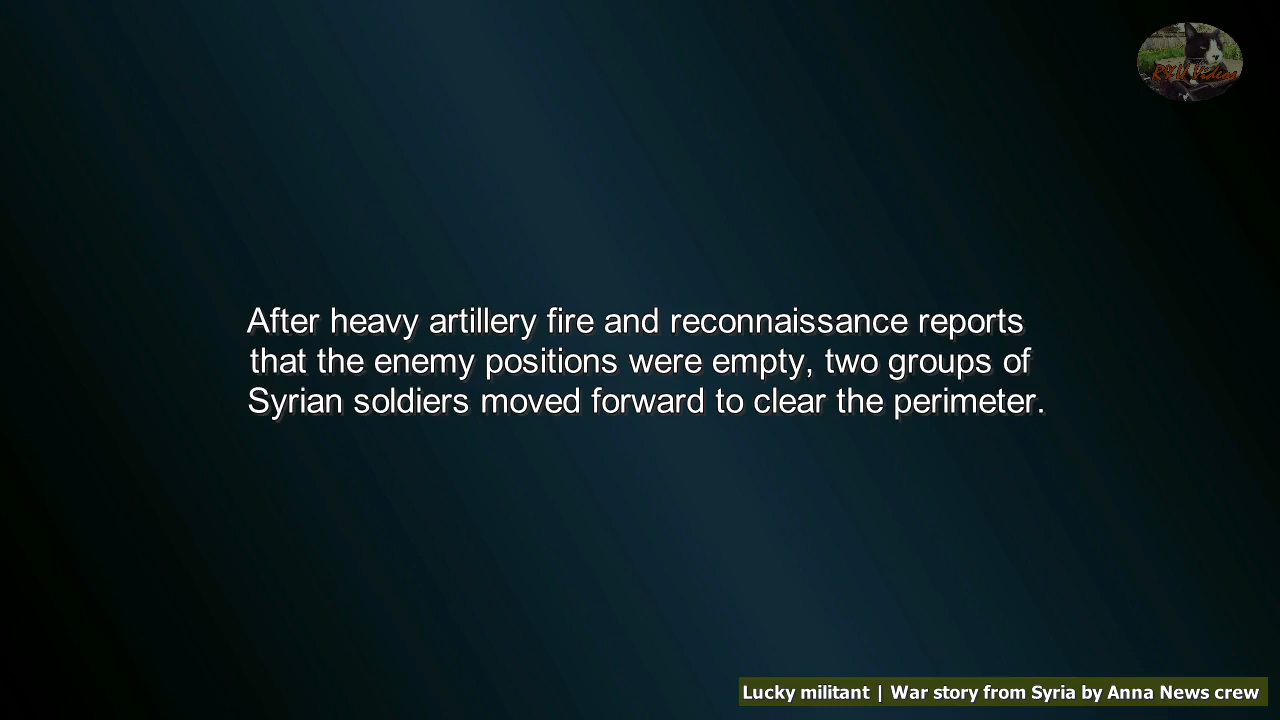 R&U Videos
After heavy artillery fire and reconnaissance reports
that the enemy positions were empty, two groups of
Syrian soldiers moved forward to clear the perimeter.
Lucky militant | War story from Syria by Anna News crew